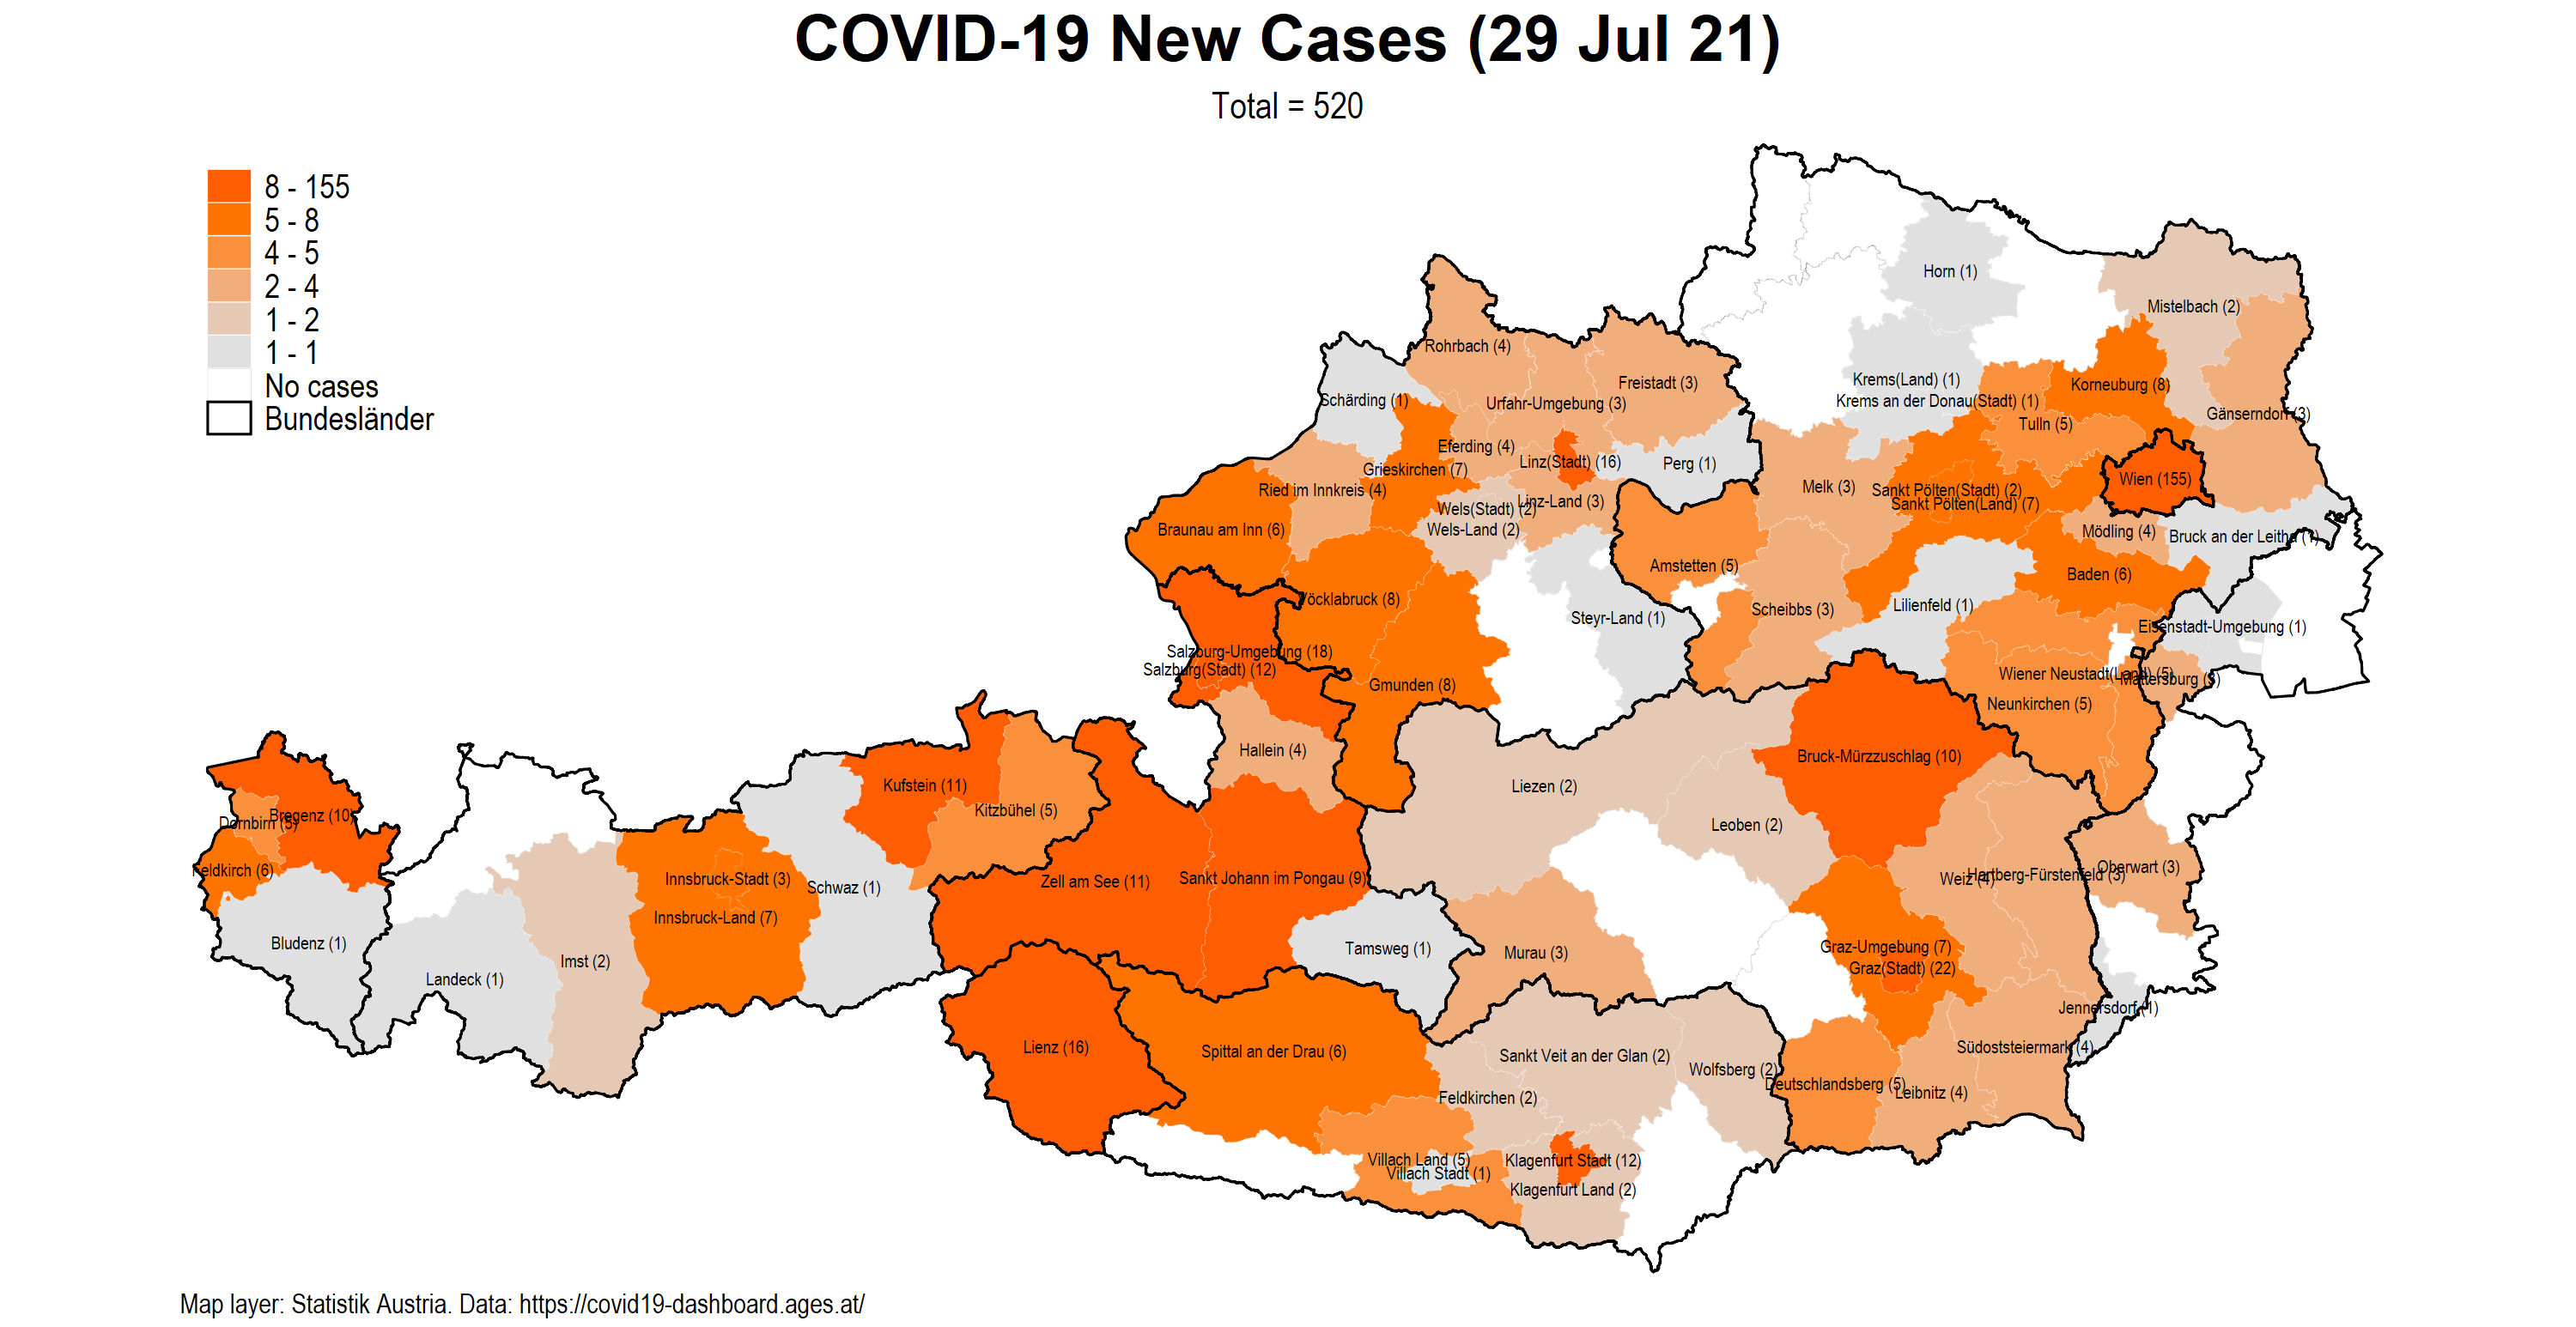 COVID-19 New Cases (29 Jul 21)
Total = 520
8 - 155
5 - 8
4 - 5
2 - 4
1 - 2
1 - 1
No cases
Bundesländer
Horn (1)
Mistelbach (2)
Rohrbach (4)
Freistadt (3)
Krems(Land) (1)
Korneuburg (8)
Schärding (1)
Urfahr-Umgebung (3)
Krems an der Donau(Stadt) (1)
Gänserndorf (3)
Tulln (5)
Eferding (4)
Grieskirchen (7)
Linz(Stadt) (16)
Perg (1)
Wien (155)
Ried im Innkreis (4)
Melk (3)
Sankt Pölten(Stadt) (2)
Linz-Land (3)
Sankt Pölten(Land) (7)
Wels(Stadt) (2)
Braunau am Inn (6)
Wels-Land (2)
Mödling (4)
Bruck an der Leitha (1)
Amstetten (5)
Baden (6)
Vöcklabruck (8)
Scheibbs (3)
Lilienfeld (1)
Steyr-Land (1)
Eisenstadt-Umgebung (1)
Salzburg-Umgebung (18)
Salzburg(Stadt) (12)
Wiener Neustadt(Land) (5)
Mattersburg (3)
Gmunden (8)
Neunkirchen (5)
Hallein (4)
Bruck-Mürzzuschlag (10)
Kufstein (11)
Liezen (2)
Kitzbühel (5)
Bregenz (10)
Dornbirn (5)
Leoben (2)
Feldkirch (6)
Innsbruck-Stadt (3)
Schwaz (1)
Zell am See (11)
Sankt Johann im Pongau (9)
Weiz (4)
Hartberg-Fürstenfeld (3)
Oberwart (3)
Innsbruck-Land (7)
Bludenz (1)
Imst (2)
Landeck (1)
Tamsweg (1)
Murau (3)
Graz-Umgebung (7)
Graz(Stadt) (22)
Jennersdorf (1)
Lienz (16)
Spittal an der Drau (6)
Sankt Veit an der Glan (2)
Wolfsberg (2)
Südoststeiermark (4)
Deutschlandsberg (5)
Leibnitz (4)
Feldkirchen (2)
Villach Land (5)
Villach Stadt (1)
Klagenfurt Stadt (12)
Klagenfurt Land (2)
Map layer: Statistik Austria. Data: https://covid19-dashboard.ages.at/